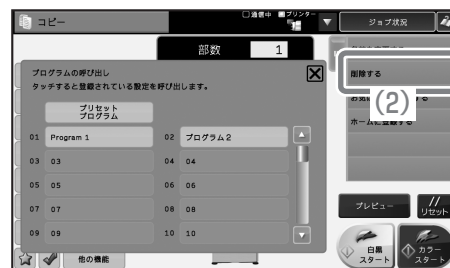 コピー
通信中
プリンター
ジョブ状況
部数 1
プログラムの呼び出し
タッチすると登録されている設定を呼び出します。
プリセット
プログラム
01 Program 1
02 プログラム2
03 03
04 04
05 05
06 06
07 07
08 08
09 09
10 10
削除する
(2)
ホームに登録する
プレビュー
リセット
白黒
スタート
カラー
スタート
他の機能